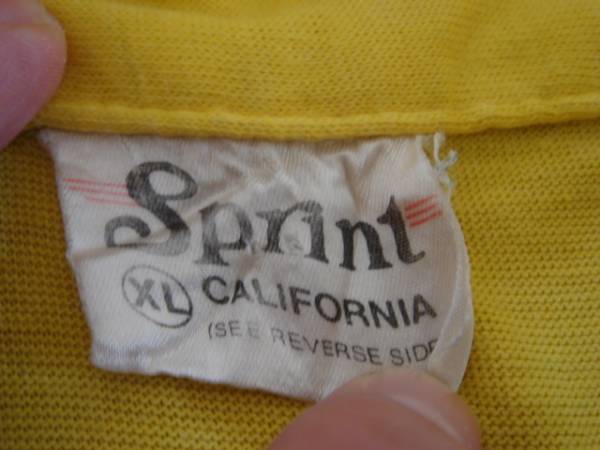 Sprint
XL CALIFORNIA
(SEE REVERSE SIDE